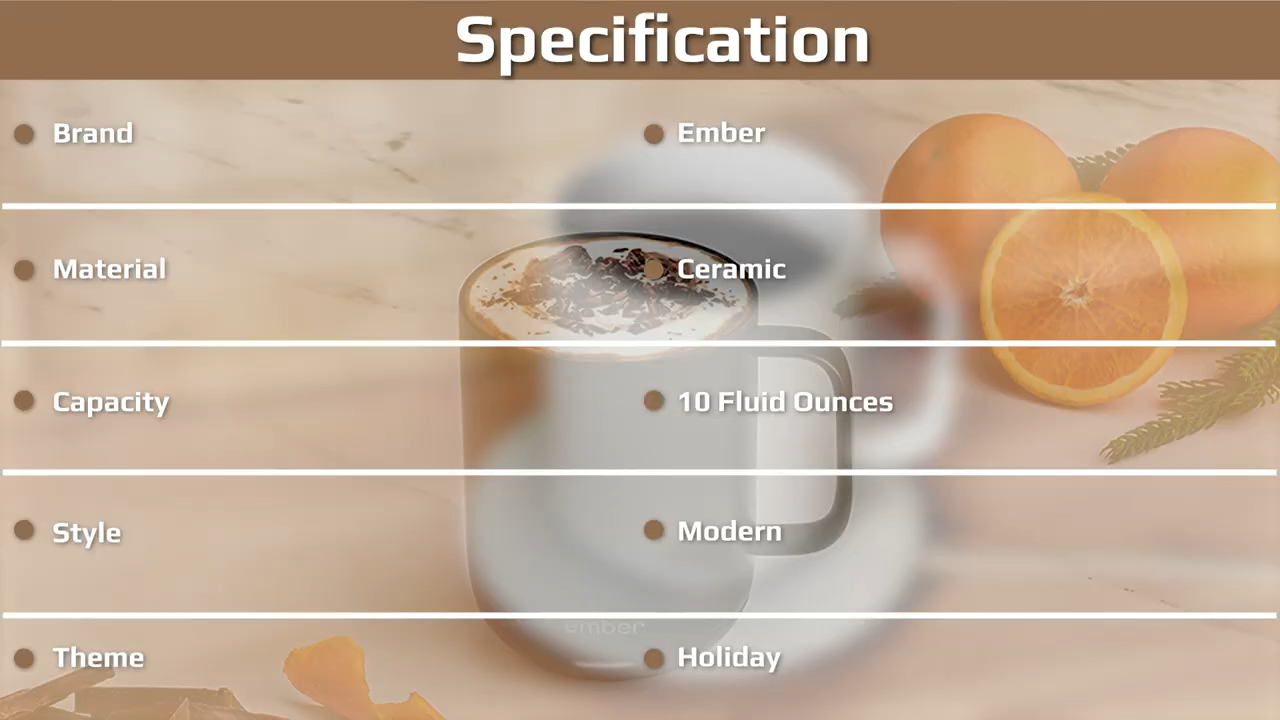 Specification
Brand
Ember
Material
Ceramic
Capacity
10 Fluid Ounces
Style
Modern
ember
Theme
Holiday